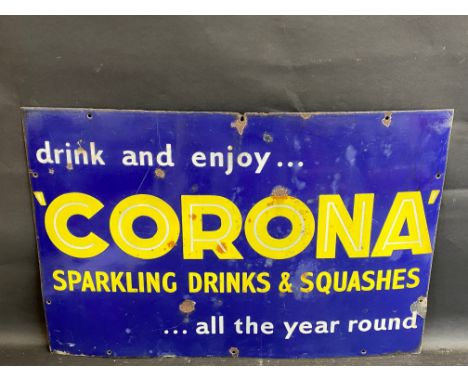 drink and enjoy...
'CORONA'
SPARKLING DRINKS & SQUASHES
...all the year round